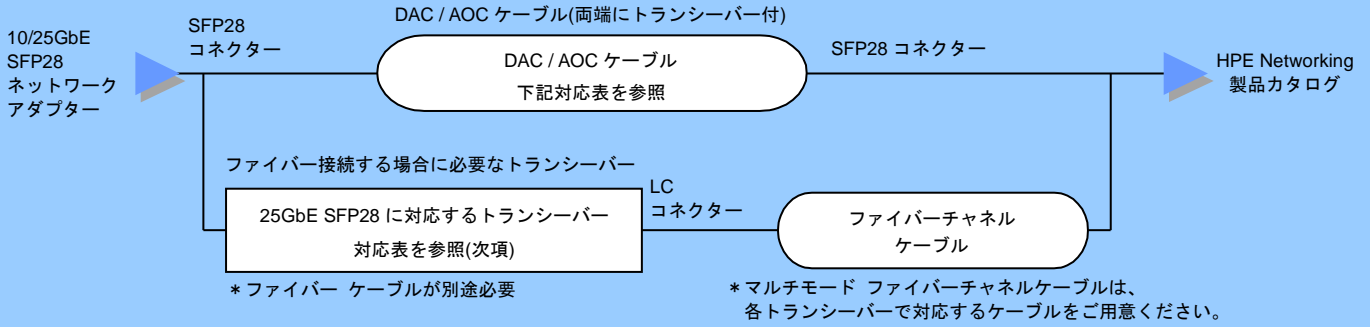 DAC / AOC ケーブル(両端にトランシーバー付)
10/25GbE
SFP28
ネットワーク
アダプター
SFP28
コネクター
DAC / AOC ケーブル
下記対応表を参照
SFP28 コネクター
HPE Networking
製品カタログ
ファイバー接続する場合に必要なトランシーバー
25GbE SFP28 に対応するトランシーバー
対応表を参照(次項)
LC
コネクター
ファイバーチャネル
ケーブル
＊ファイバー ケーブルが別途必要
＊マルチモード ファイバーチャネルケーブルは、
各トランシーバーで対応するケーブルをご用意ください。